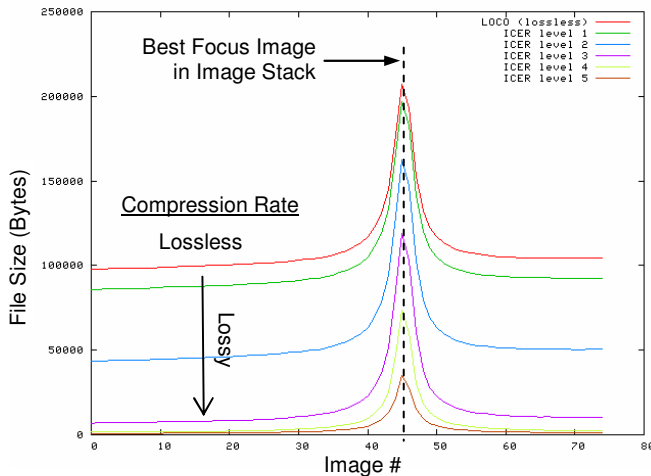 LOCO (lossless)
ICER level 1
ICER level 2
ICER level 3
ICER level 4
ICER level 5
Best Focus Image
in Image Stack
Compression Rate
Lossless
Lossy
File Size (Bytes)
250000
200000
150000
100000
50000
0
0 10 20 30 40 50 60 70 80
Image #